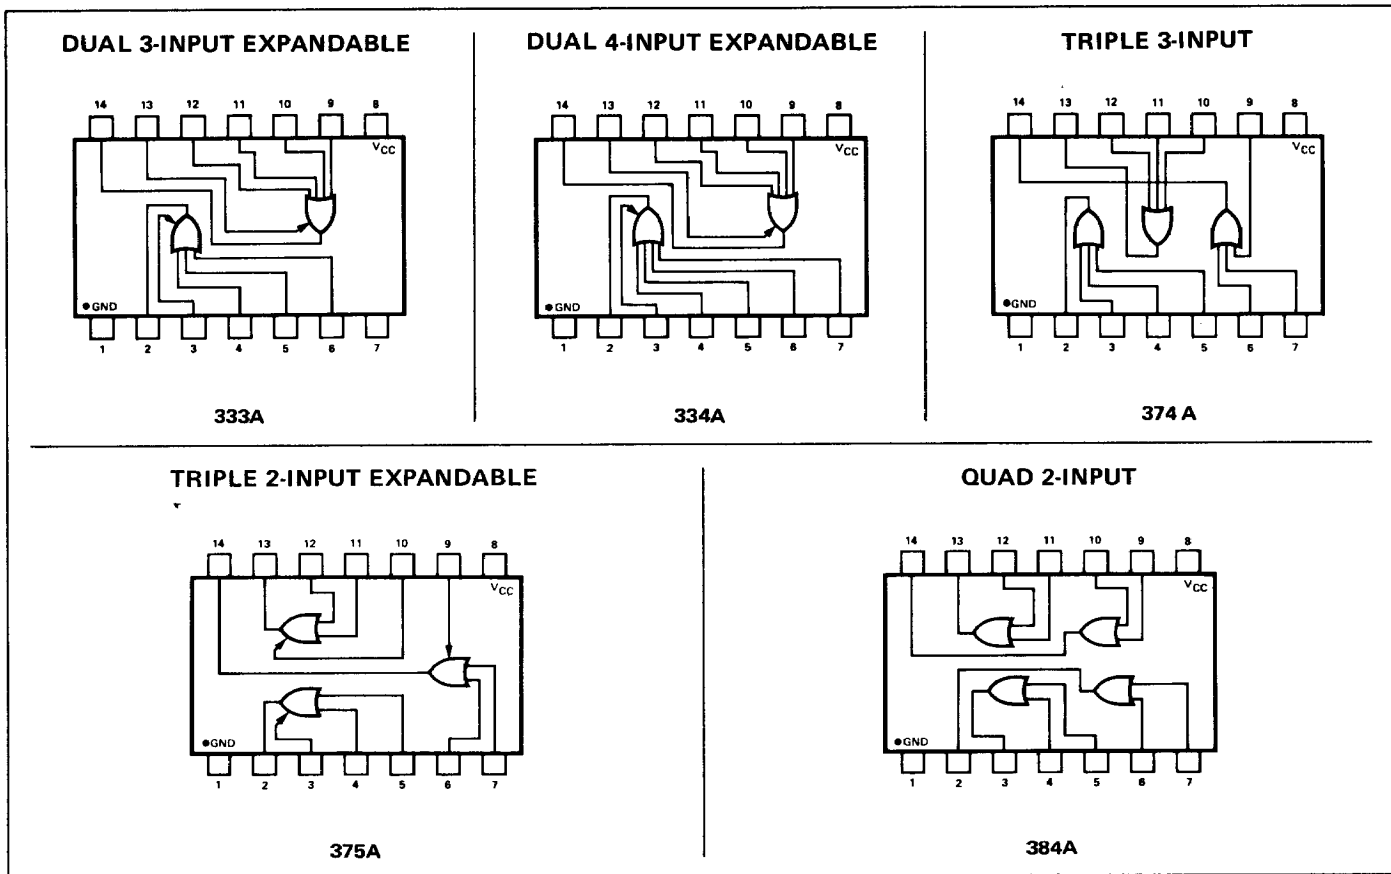 DUAL 3-INPUT EXPANDABLE
14 13 12 11 10 9 8
VCC
●GND
1 2 3 4 5 6 7
333A
DUAL 4-INPUT EXPANDABLE
14 13 12 11 10 9 8
VCC
●GND
1 2 3 4 5 6 7
334A
TRIPLE 3-INPUT
14 13 12 11 10 9 8
VCC
●GND
1 2 3 4 5 6 7
374 A
TRIPLE 2-INPUT EXPANDABLE
14 13 12 11 10 9 8
VCC
●GND
1 2 3 4 5 6 7
375A
QUAD 2-INPUT
14 13 12 11 10 9 8
VCC
●GND
1 2 3 4 5 6 7
384A